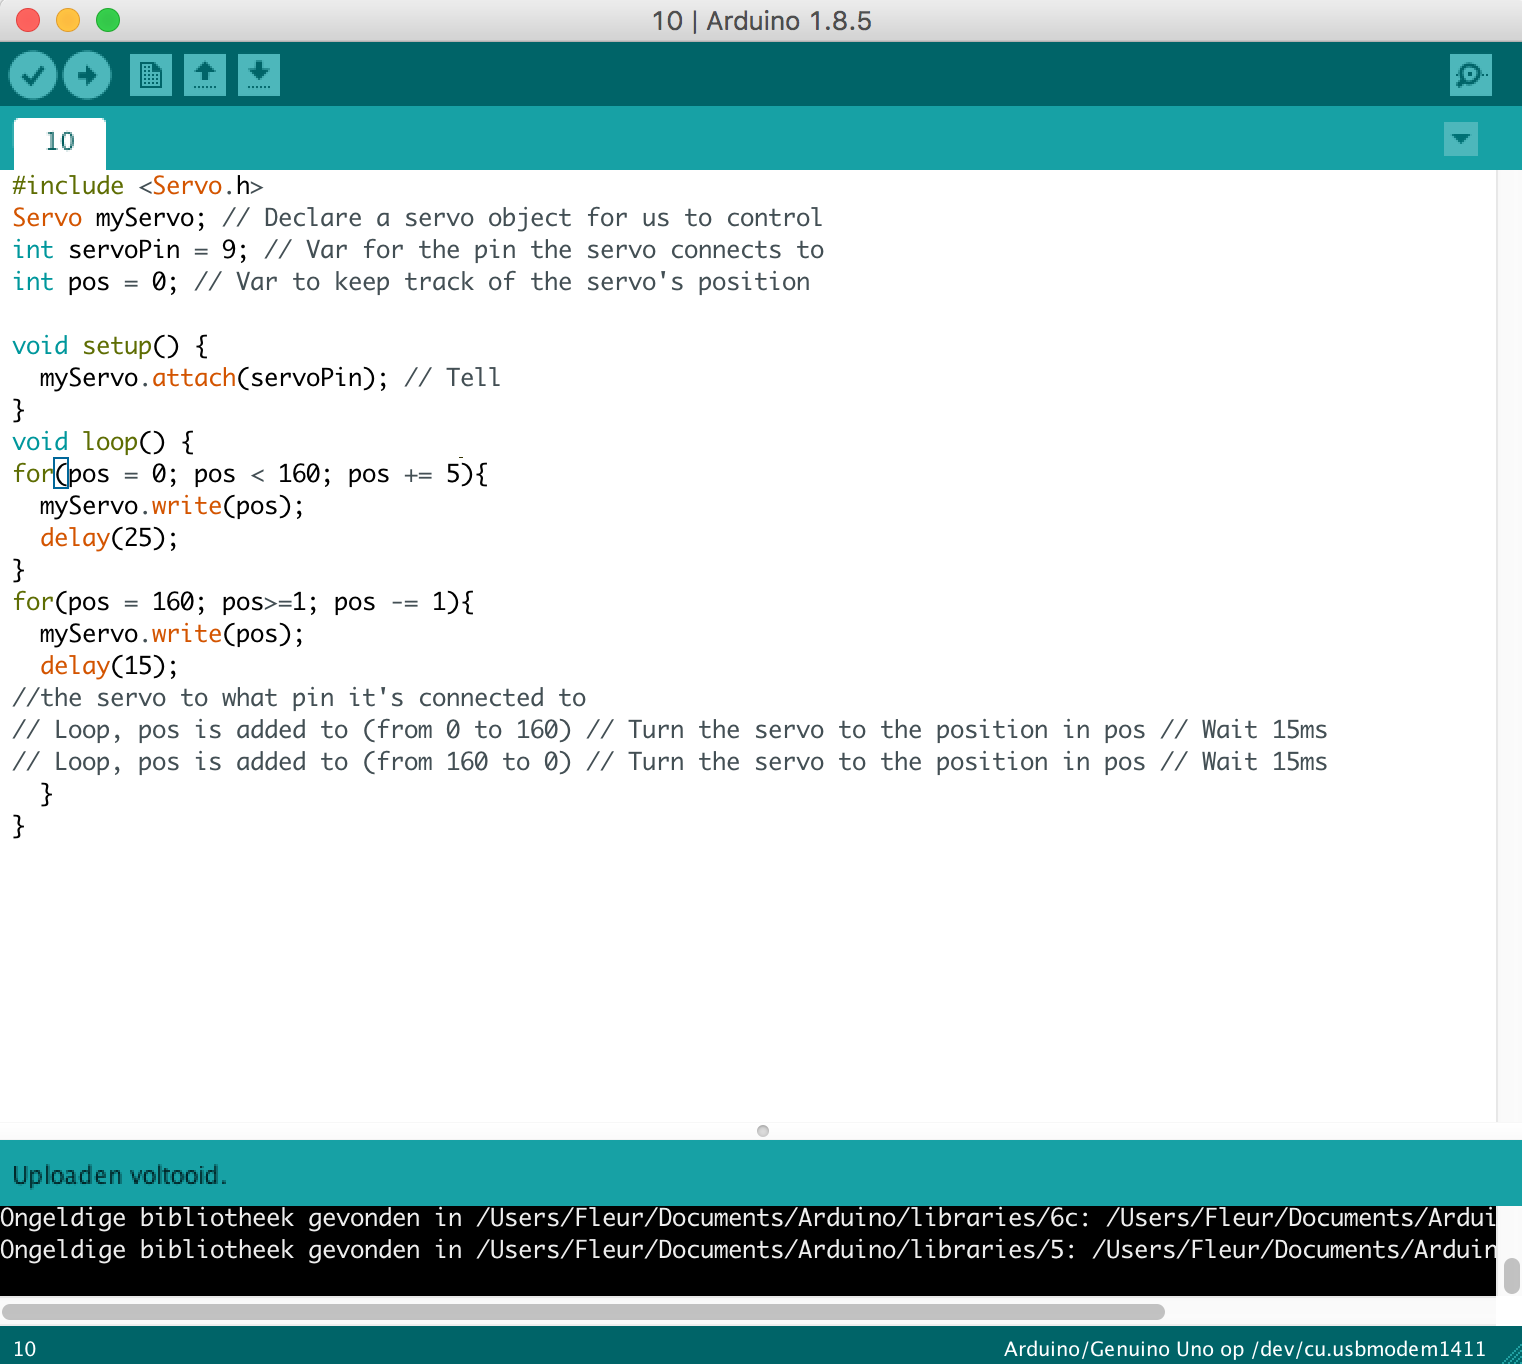 10 | Arduino 1.8.5
10
#include <Servo.h>
Servo myServo; // Declare a servo object for us to control
int servoPin = 9; // Var for the pin the servo connects to
int pos = 0; // Var to keep track of the servo's position
void setup() {
  myServo.attach(servoPin); // Tell
}
void loop() {
for(pos = 0; pos < 160; pos += 5){
  myServo.write(pos);
  delay(25);
}
for(pos = 160; pos>=1; pos -= 1){
  myServo.write(pos);
  delay(15);
//the servo to what pin it's connected to
// Loop, pos is added to (from 0 to 160) // Turn the servo to the position in pos // Wait 15ms
// Loop, pos is added to (from 160 to 0) // Turn the servo to the position in pos // Wait 15ms
  }
}
Uploaden voltooid.
Ongeldige bibliotheek gevonden in /Users/Fleur/Documents/Arduino/libraries/6c: /Users/Fleur/Documents/Ardui
Ongeldige bibliotheek gevonden in /Users/Fleur/Documents/Arduino/libraries/5: /Users/Fleur/Documents/Arduin
10
Arduino/Genuino Uno op /dev/cu.usbmodem1411